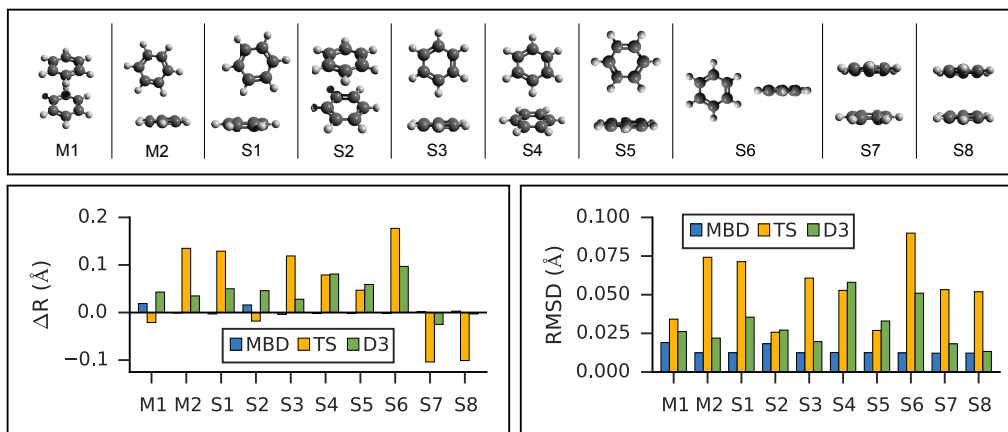 M1 M2 S1 S2 S3 S4 S5 S6 S7 S8
ΔR (Å)
0.2
0.1
0.0
−0.1
MBD TS D3
M1 M2 S1 S2 S3 S4 S5 S6 S7 S8
RMSD (Å)
0.100
0.075
0.050
0.025
0.000
MBD TS D3
M1 M2 S1 S2 S3 S4 S5 S6 S7 S8